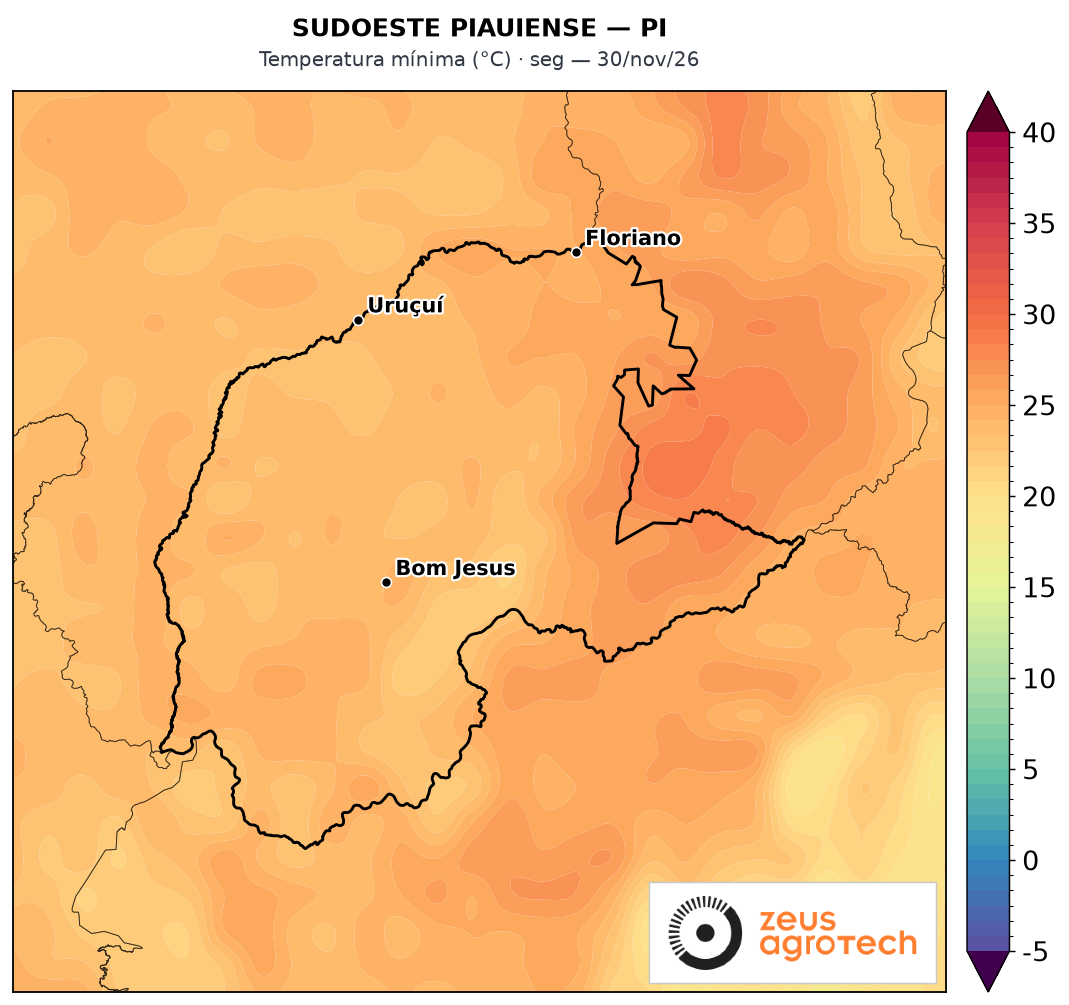 SUDOESTE PIAUIENSE — PI
Temperatura mínima (°C) · seg — 30/nov/26
Floriano
Uruçuí
Bom Jesus
40
35
30
25
20
15
10
5
0
-5
zeus
agrotech